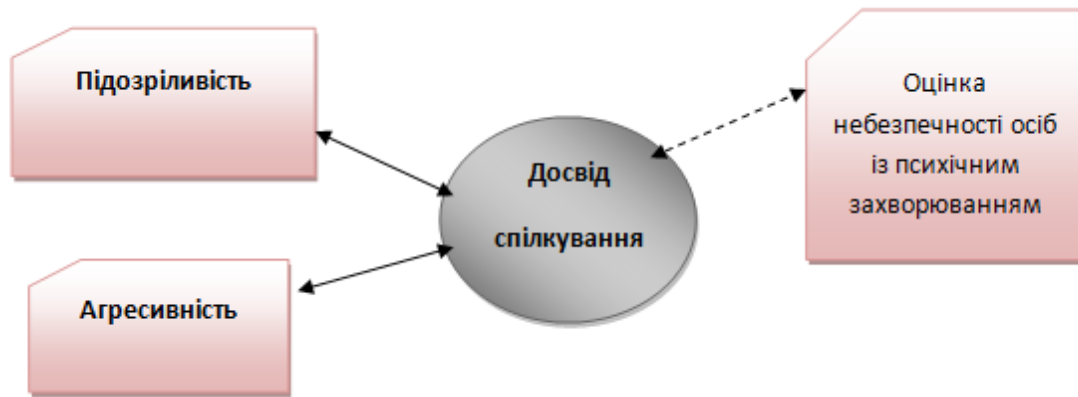 Підозріливість
Агресивність
Досвід
спілкування
Оцінка
небезпечності осіб
із психічним
захворюванням